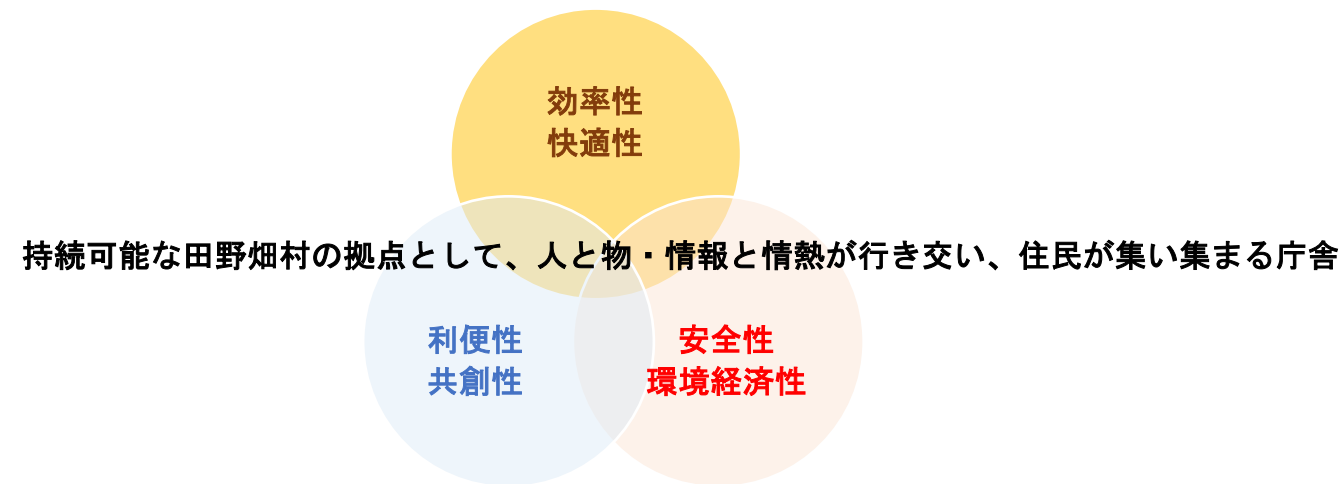 効率性
快適性
持続可能な田野畑村の拠点として、人と物・情報と情熱が行き交い、住民が集い集まる庁舎
利便性
共創性
安全性
環境経済性